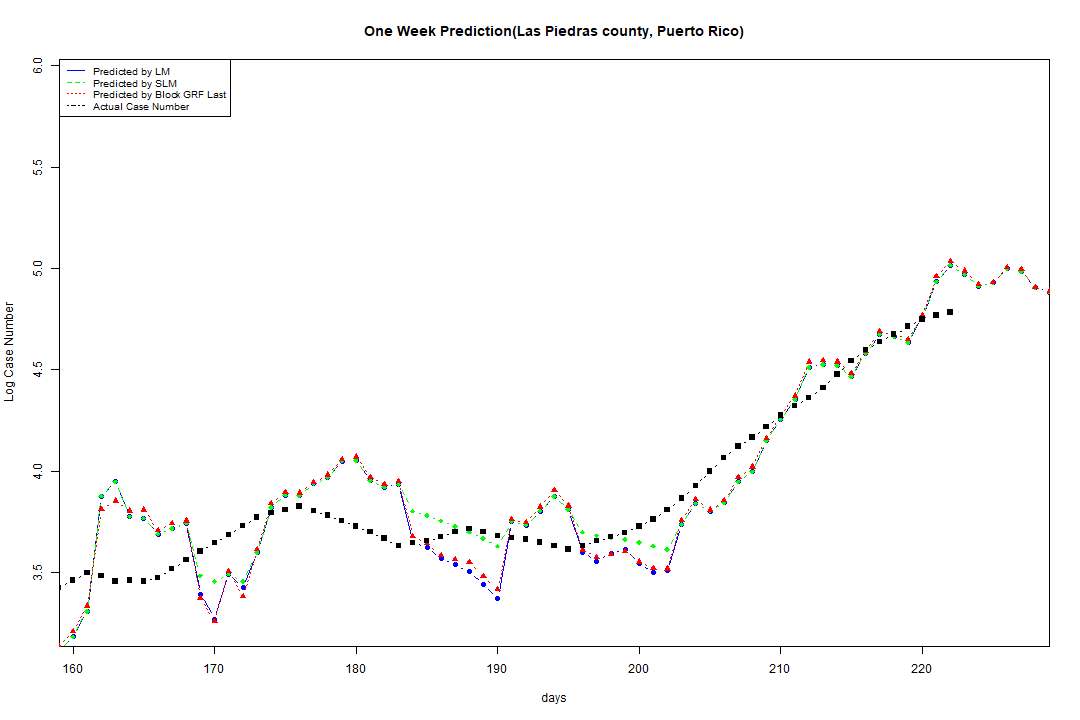 One Week Prediction(Las Piedras county, Puerto Rico)
Predicted by LM
Predicted by SLM
Predicted by Block GRF Last
Actual Case Number
6.0
5.5
5.0
4.5
4.0
3.5
Log Case Number
160 170 180 190 200 210 220
days